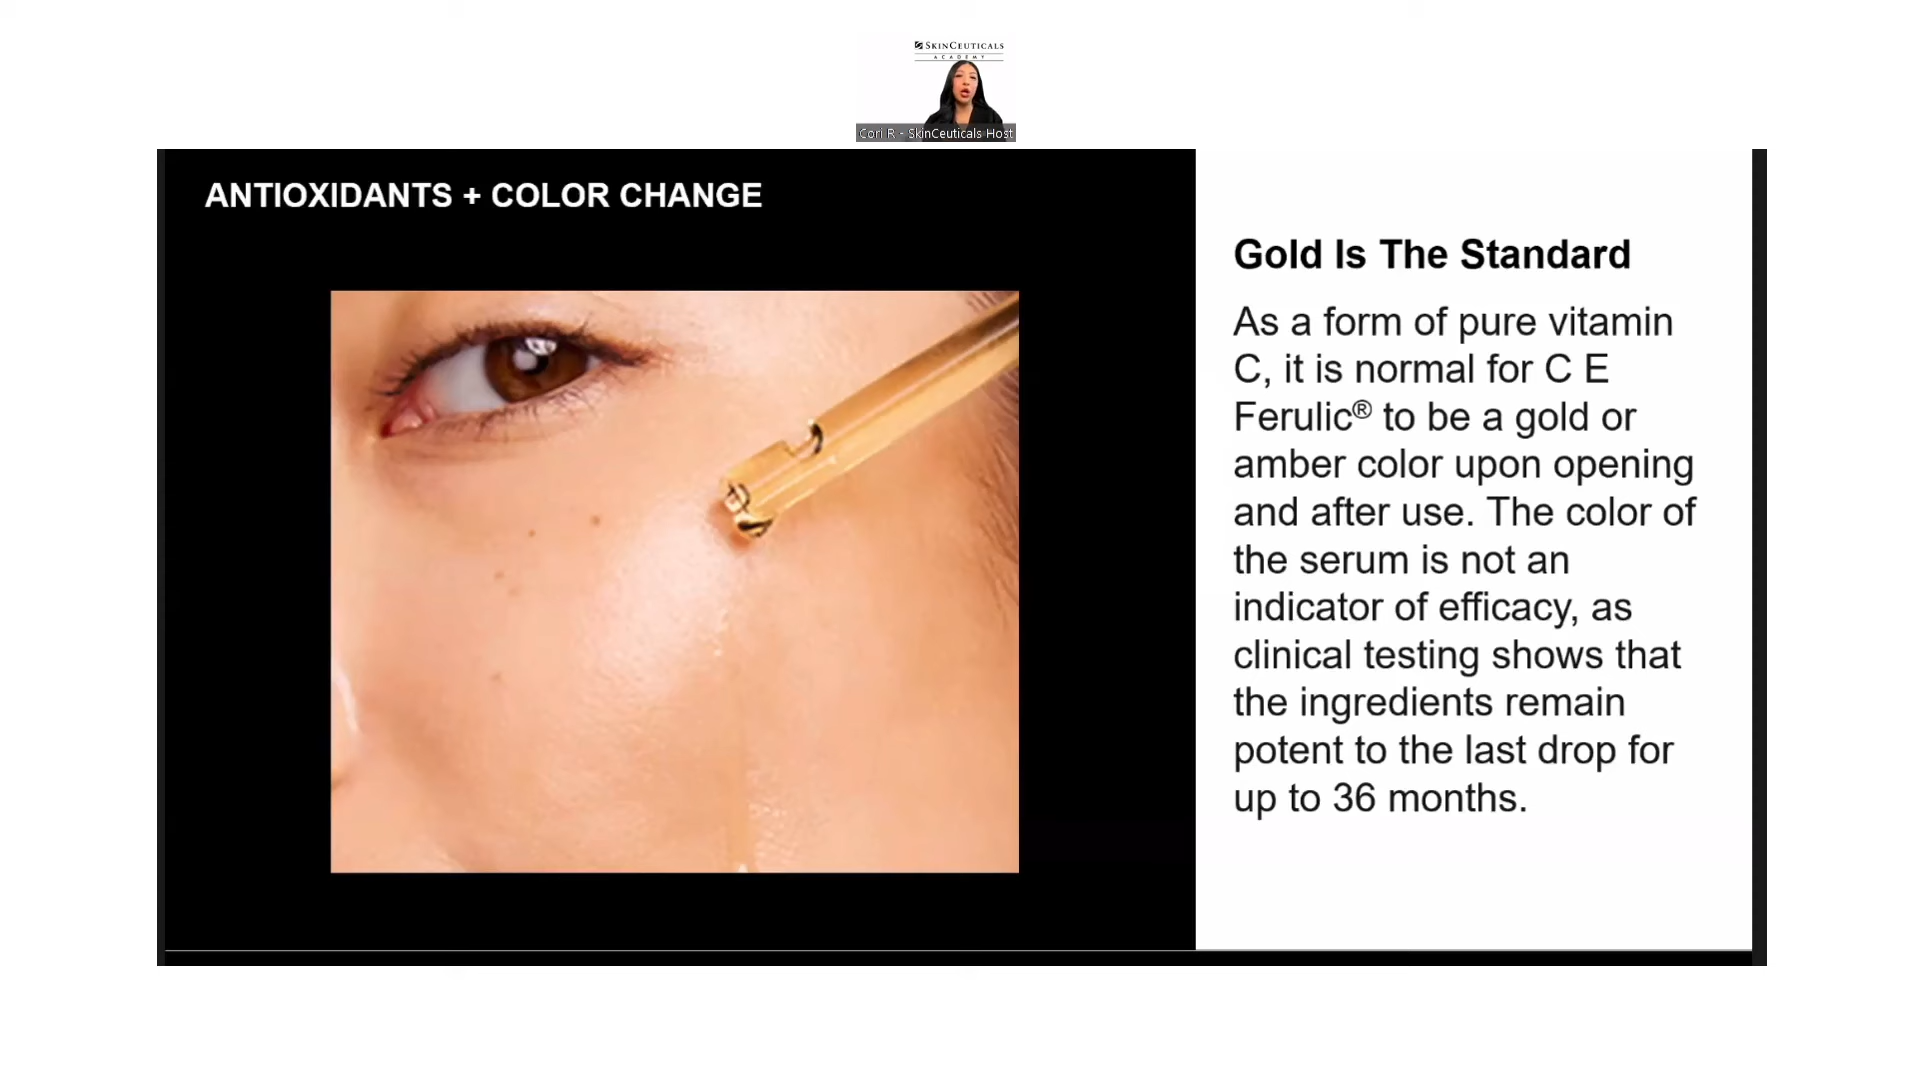 SKINCEUTICALS
ACADEMY
Cori R - SkinCeuticals Host
ANTIOXIDANTS + COLOR CHANGE
Gold Is The Standard
As a form of pure vitamin
C, it is normal for C E
Ferulic® to be a gold or
amber color upon opening
and after use. The color of
the serum is not an
indicator of efficacy, as
clinical testing shows that
the ingredients remain
potent to the last drop for
up to 36 months.